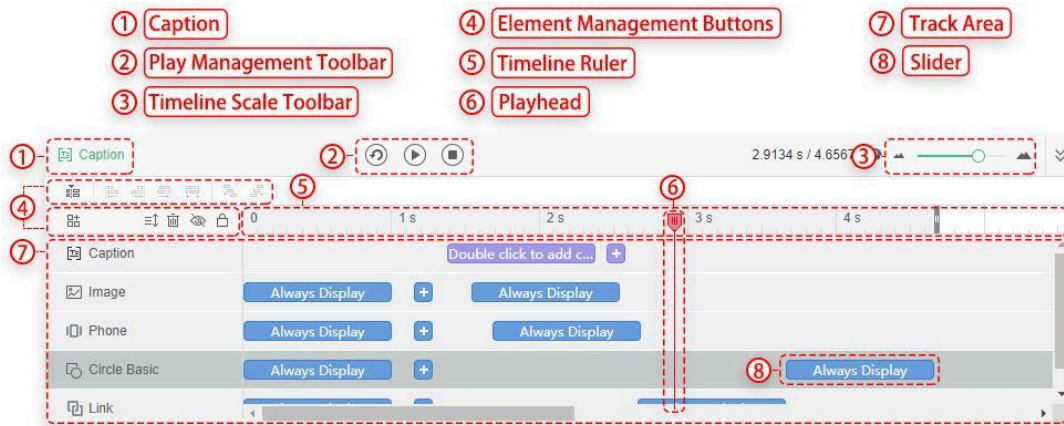 ① Caption
④ Element Management Buttons
⑦ Track Area
② Play Management Toolbar
⑤ Timeline Ruler
⑧ Slider
③ Timeline Scale Toolbar
⑥ Playhead
① Caption
②
2.9134 s / 4.6567
③
④
⑤
⑥
0 1 s 2 s 3 s 4 s
⑦ Caption
Double click to add c... +
Image
Always Display + Always Display
Phone
Always Display + Always Display
Circle Basic
Always Display + ⑧ Always Display
Link